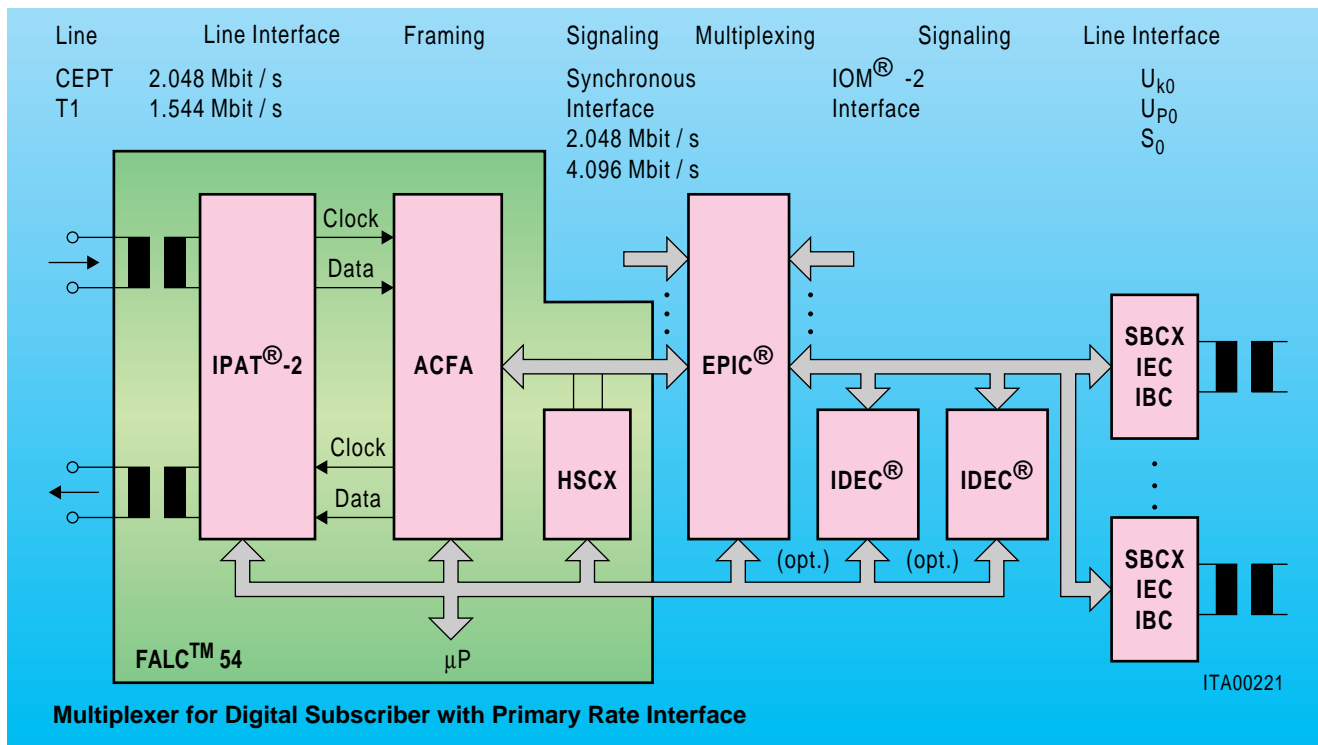 Line Line Interface Framing Signaling Multiplexing Signaling Line Interface
CEPT 2.048 Mbit / s Synchronous IOM® -2 Uk0
T1 1.544 Mbit / s Interface Interface UP0
2.048 Mbit / s S0
4.096 Mbit / s
Clock
Data
IPAT®-2
ACFA
EPIC®
SBCX
IEC
IBC
Clock
Data
HSCX
IDEC®
IDEC®
(opt.)
(opt.)
SBCX
IEC
IBC
FALC™ 54
µP
ITA00221
Multiplexer for Digital Subscriber with Primary Rate Interface